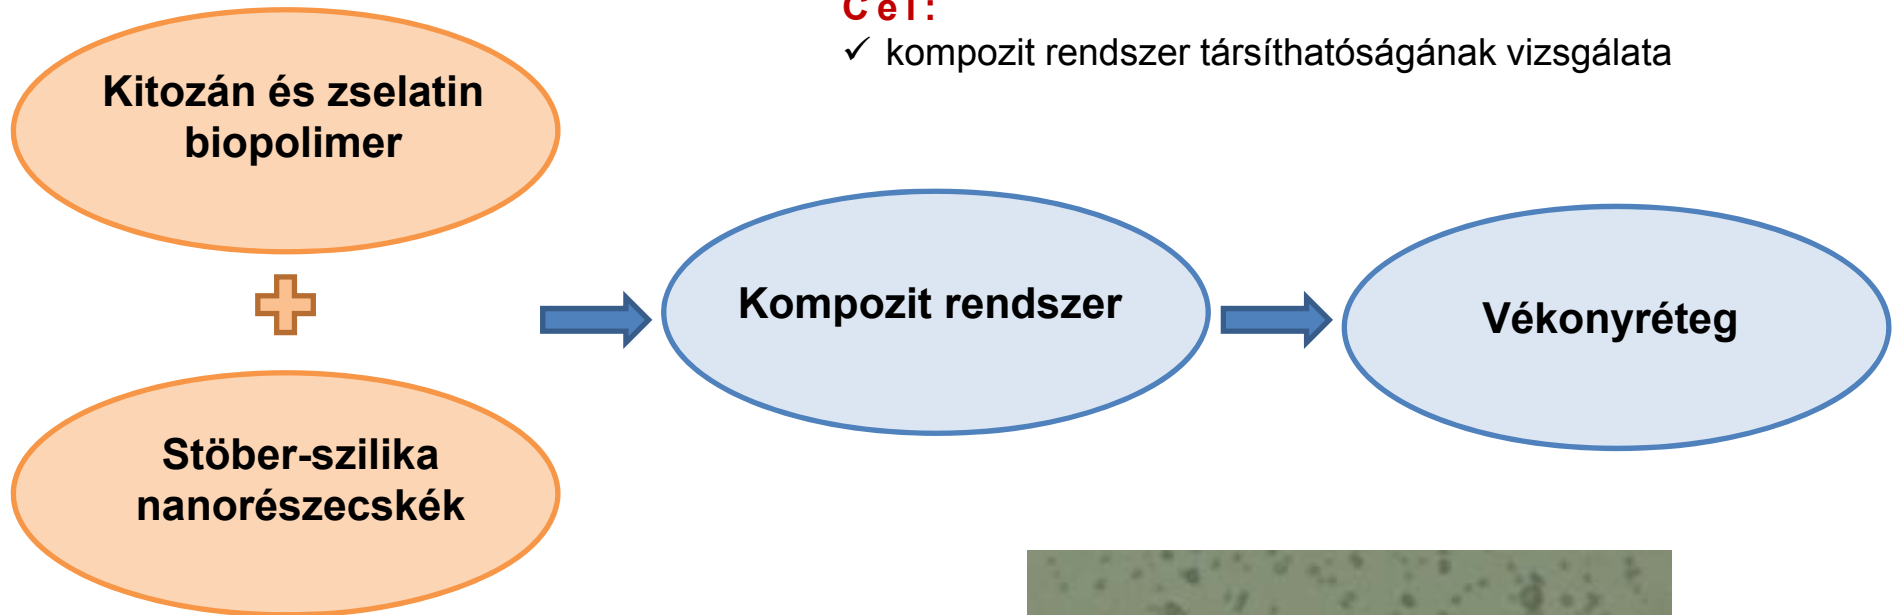 Cél:
✓ kompozit rendszer társíthatóságának vizsgálata
Kitozán és zselatin
biopolimer
Kompozit rendszer
Vékonyréteg
Stöber-szilika
nanorészecskék